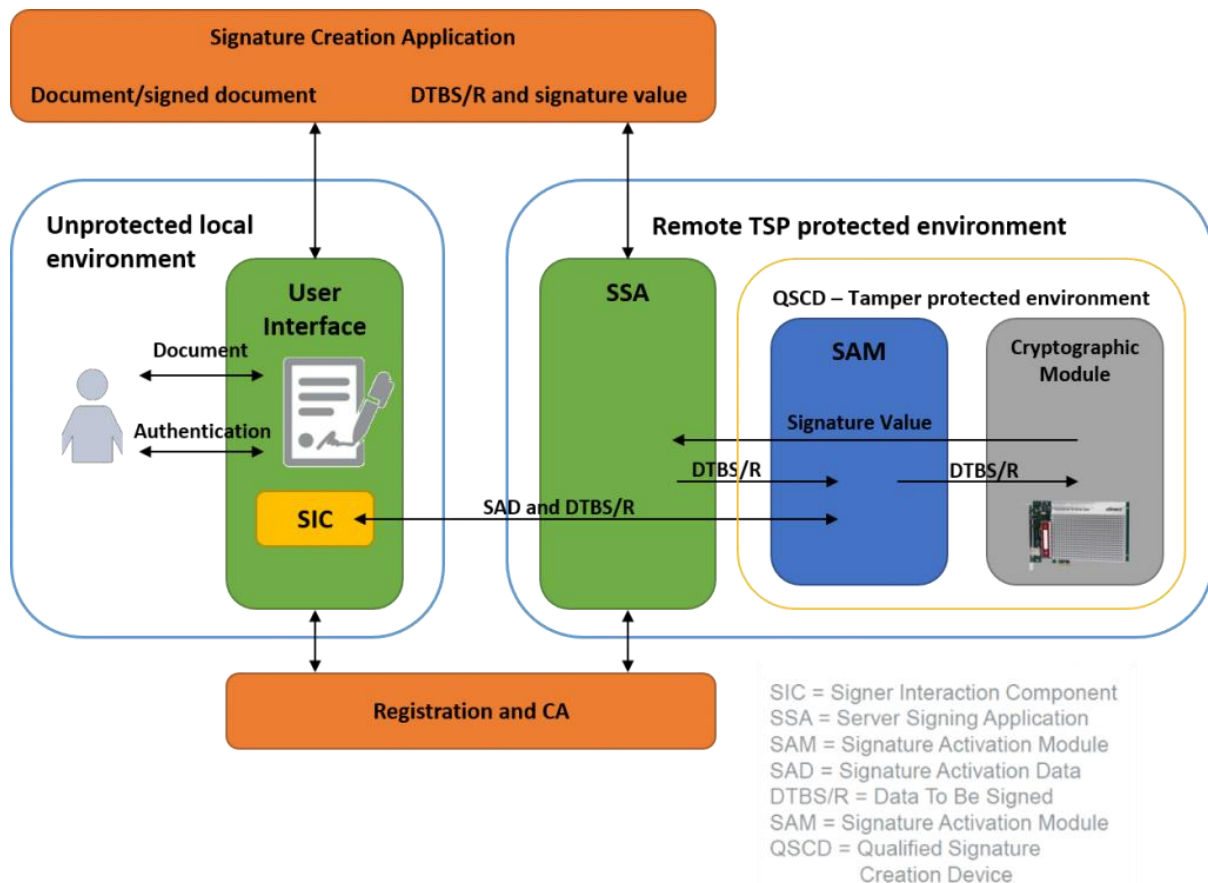 Signature Creation Application
Document/signed document
DTBS/R and signature value
Unprotected local
environment
Remote TSP protected environment
User
Interface
SSA
QSCD – Tamper protected environment
SAM
Cryptographic
Module
Document
Authentication
Signature Value
DTBS/R
DTBS/R
SIC
SAD and DTBS/R
Registration and CA
SIC = Signer Interaction Component
SSA = Server Signing Application
SAM = Signature Activation Module
SAD = Signature Activation Data
DTBS/R = Data To Be Signed
SAM = Signature Activation Module
QSCD = Qualified Signature
Creation Device